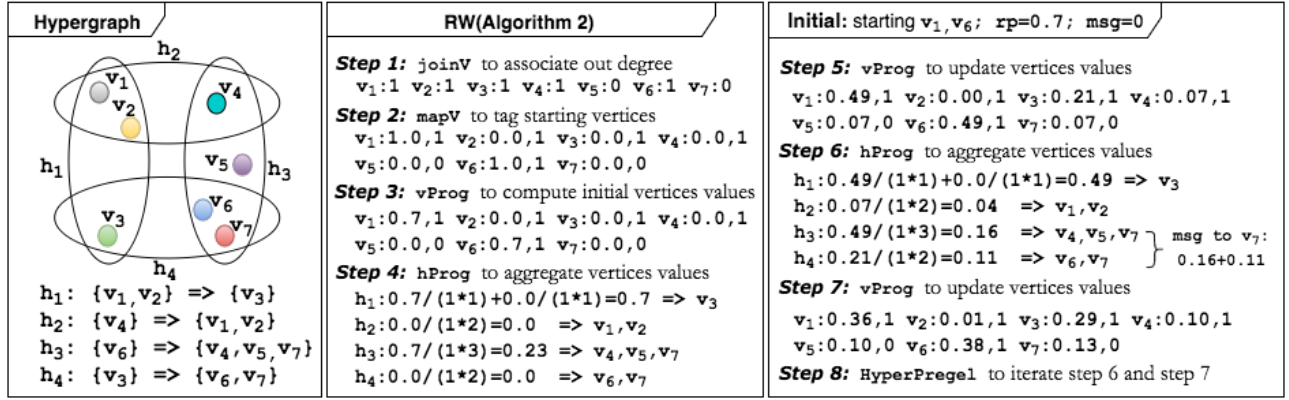 Hypergraph
h2
v1
v4
v2
v5
h1
h3
v6
v3
v7
h4
h1: {v1,v2} => {v3}
h2: {v4} => {v1,v2}
h3: {v6} => {v4,v5,v7}
h4: {v3} => {v6,v7}
RW(Algorithm 2)
Step 1: joinV to associate out degree
v1:1 v2:1 v3:1 v4:1 v5:0 v6:1 v7:0
Step 2: mapV to tag starting vertices
v1:1.0,1 v2:0.0,1 v3:0.0,1 v4:0.0,1
v5:0.0,0 v6:1.0,1 v7:0.0,0
Step 3: vProg to compute initial vertices values
v1:0.7,1 v2:0.0,1 v3:0.0,1 v4:0.0,1
v5:0.0,0 v6:0.7,1 v7:0.0,0
Step 4: hProg to aggregate vertices values
h1:0.7/(1*1)+0.0/(1*1)=0.7 => v3
h2:0.0/(1*2)=0.0 => v1,v2
h3:0.7/(1*3)=0.23 => v4,v5,v7
h4:0.0/(1*2)=0.0 => v6,v7
Initial: starting v1,v6; rp=0.7; msg=0
Step 5: vProg to update vertices values
v1:0.49,1 v2:0.00,1 v3:0.21,1 v4:0.07,1
v5:0.07,0 v6:0.49,1 v7:0.07,0
Step 6: hProg to aggregate vertices values
h1:0.49/(1*1)+0.0/(1*1)=0.49 => v3
h2:0.07/(1*2)=0.04 => v1,v2
h3:0.49/(1*3)=0.16 => v4,v5,v7
h4:0.21/(1*2)=0.11 => v6,v7
msg to v7:
0.16+0.11
Step 7: vProg to update vertices values
v1:0.36,1 v2:0.01,1 v3:0.29,1 v4:0.10,1
v5:0.10,0 v6:0.38,1 v7:0.13,0
Step 8: HyperPregel to iterate step 6 and step 7